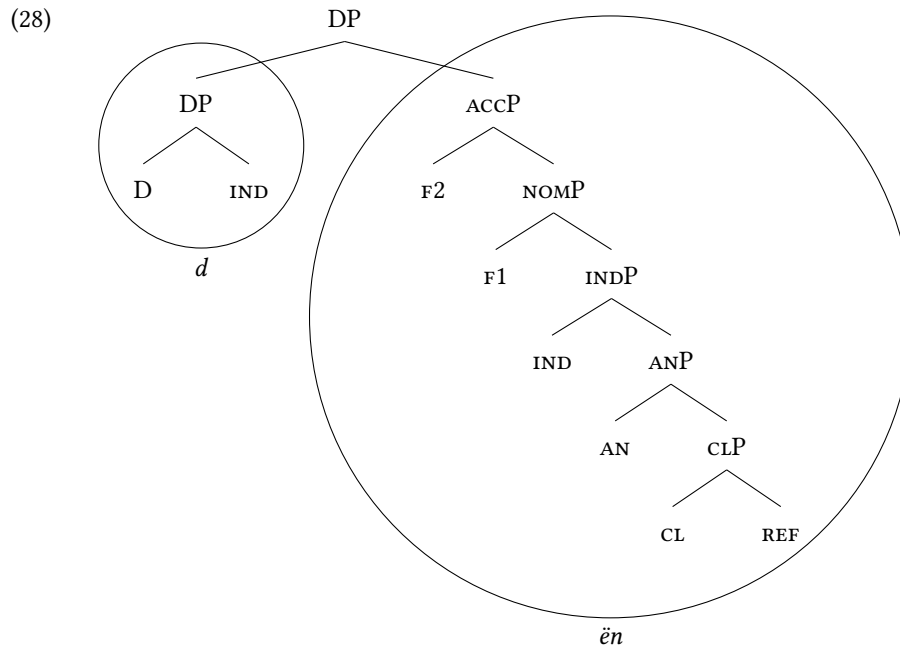 (28) DP
DP ACCP
D IND F2 NOMP
d F1 INDP
IND ANP
AN CLP
CL REF
ën